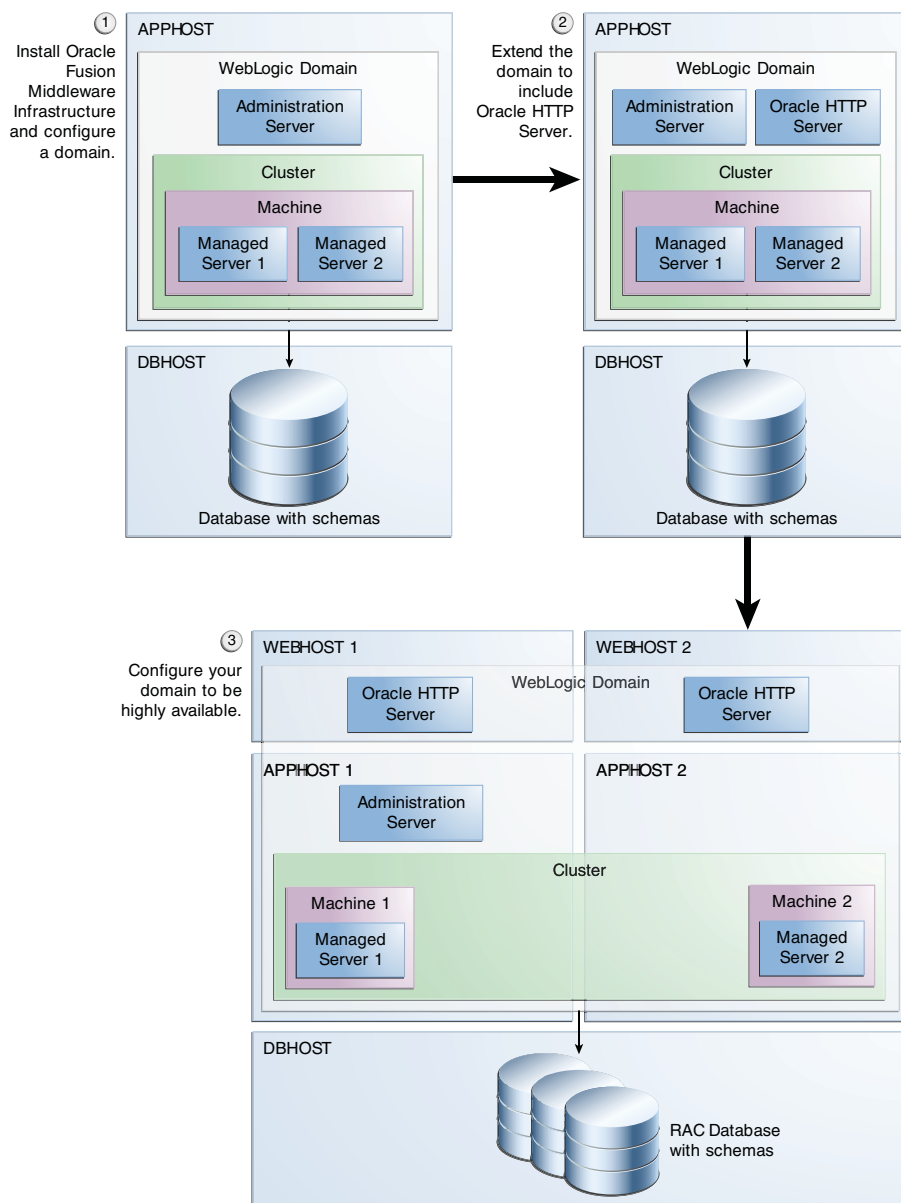 1
Install Oracle
Fusion
Middleware
Infrastructure
and configure
a domain.
APPHOST
WebLogic Domain
Administration
Server
Cluster
Machine
Managed
Server 1
Managed
Server 2
DBHOST
Database with schemas
2
Extend the
domain to
include
Oracle HTTP
Server.
APPHOST
WebLogic Domain
Administration
Server
Oracle HTTP
Server
Cluster
Machine
Managed
Server 1
Managed
Server 2
DBHOST
Database with schemas
3
Configure your
domain to be
highly available.
WEBHOST 1
WEBHOST 2
WebLogic Domain
Oracle HTTP
Server
Oracle HTTP
Server
APPHOST 1
APPHOST 2
Administration
Server
Cluster
Machine 1
Managed
Server 1
Machine 2
Managed
Server 2
DBHOST
RAC Database
with schemas